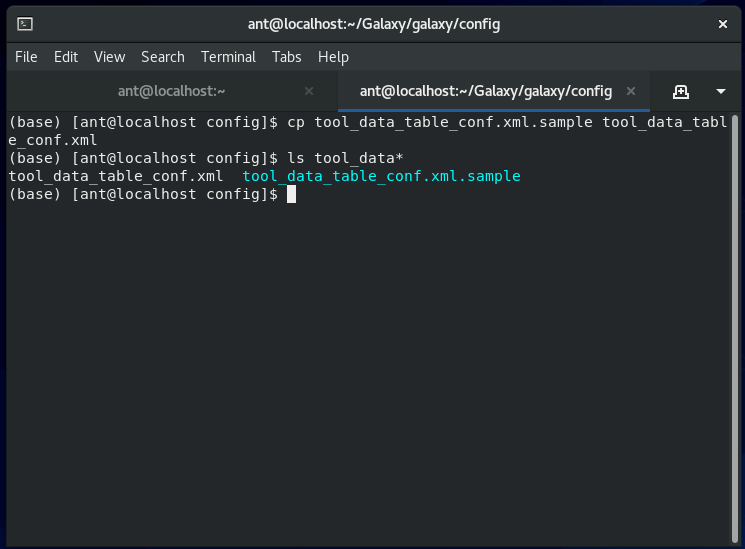 ant@localhost:~/Galaxy/galaxy/config
File Edit View Search Terminal Tabs Help
ant@localhost:~ ant@localhost:~/Galaxy/galaxy/config
(base) [ant@localhost config]$ cp tool_data_table_conf.xml.sample tool_data_tabl
e_conf.xml
(base) [ant@localhost config]$ ls tool_data*
tool_data_table_conf.xml  tool_data_table_conf.xml.sample
(base) [ant@localhost config]$